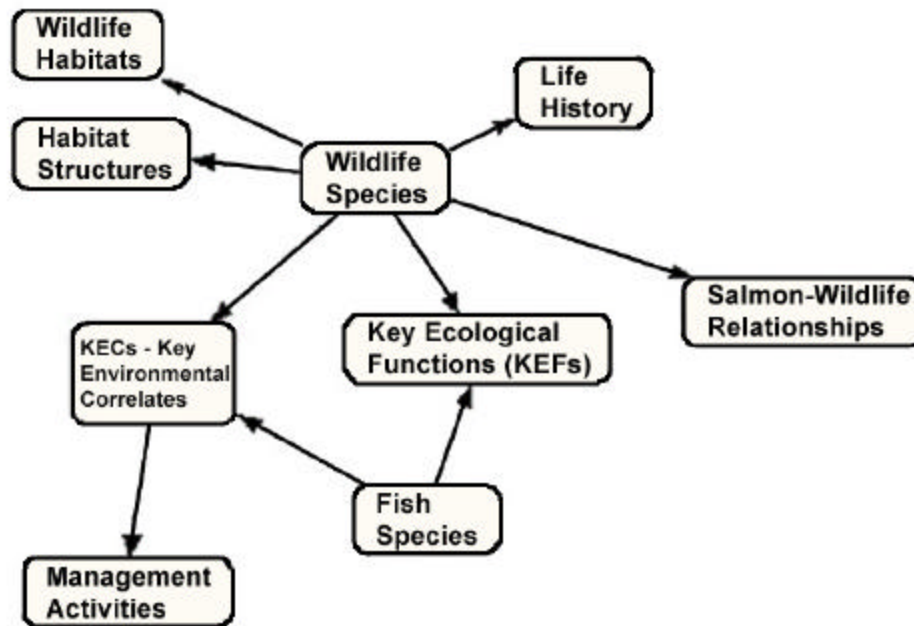 Wildlife
Habitats
Life
History
Habitat
Structures
Wildlife
Species
Salmon-Wildlife
Relationships
KECs - Key
Environmental
Correlates
Key Ecological
Functions (KEFs)
Fish
Species
Management
Activities